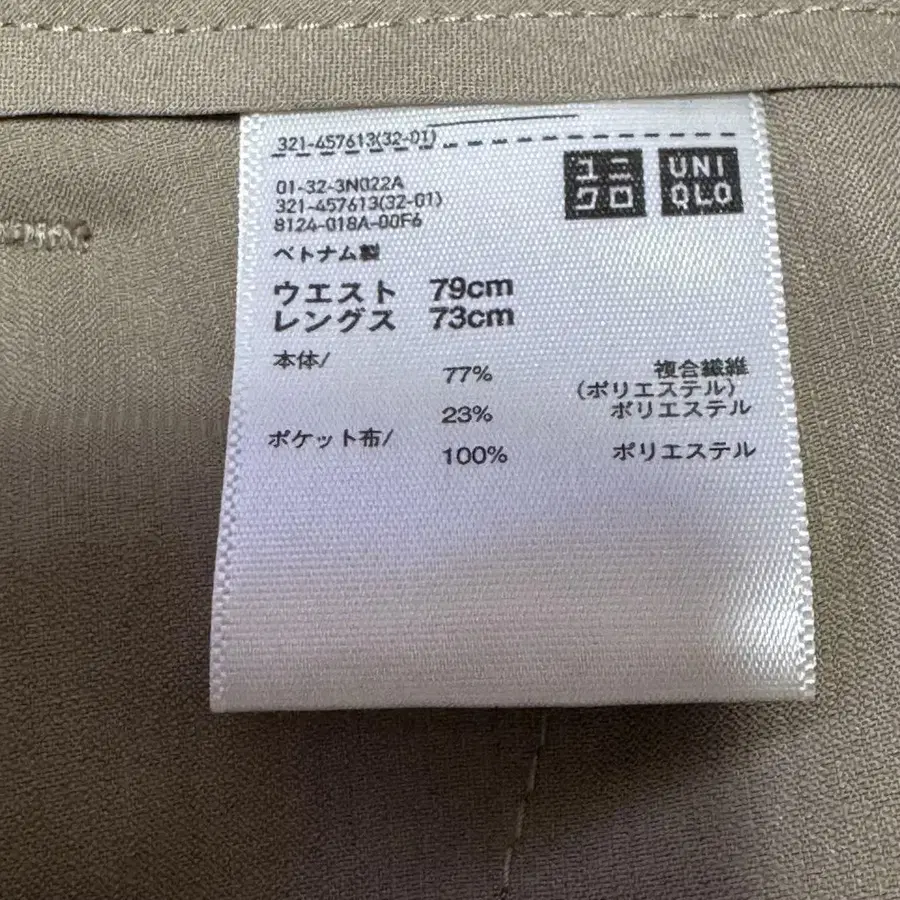 321-457613(32-01)
ユニクロ
UNIQLO
01-32-3N022A
321-457613(32-01)
8124-018A-00F6
ベトナム製
ウエスト 79cm
レングス 73cm
本体/
77% 複合繊維
(ポリエステル)
23% ポリエステル
ポケット布/
100% ポリエステル